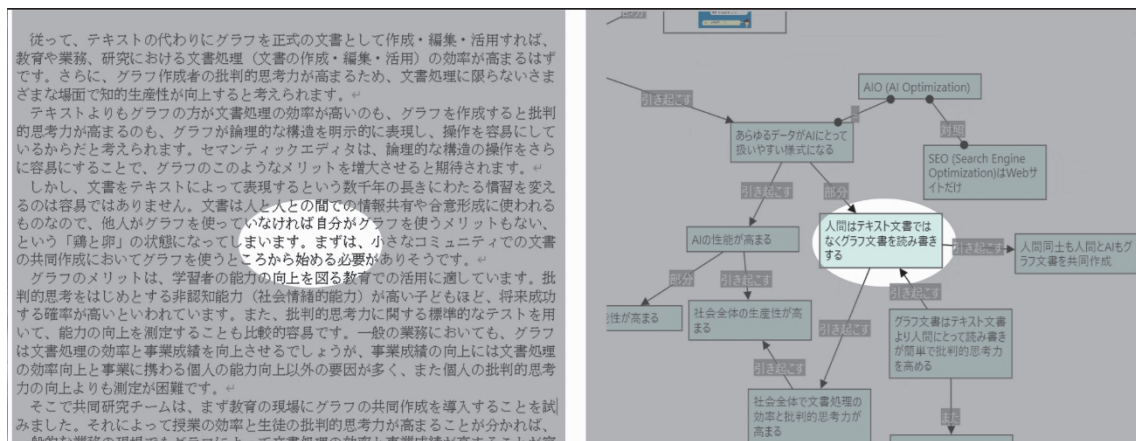 従って、テキストの代わりにグラフを正式の文書として作成・編集・活用すれば、
教育や業務、研究における文書処理（文書の作成・編集・活用）の効率が高まるはず
です。さらに、グラフ作成者の批判的思考力が高まるため、文書処理に限らないさま
ざまな場面で知的生産性が向上すると考えられます。↵
テキストよりもグラフの方が文書処理の効率が高いのも、グラフを作成すると批判
的思考力が高まるのも、グラフが論理的な構造を明示的に表現し、操作を容易にして
いるからだと考えられます。セマンティックエディタは、論理的な構造の操作をさら
に容易にすることで、グラフのこのようなメリットを増大させると期待されます。↵
しかし、文書をテキストによって表現するという数千年の長きにわたる慣習を変え
るのは容易ではありません。文書は人と人との間での情報共有や合意形成に使われる
ものなので、他人がグラフを使っていなければ自分がグラフを使うメリットもない、
という「鶏と卵」の状態になってしまいます。まずは、小さなコミュニティでの文書
の共同作成においてグラフを使うところから始める必要がありそうです。↵
グラフのメリットは、学習者の能力の向上を図る教育での活用に適しています。批
判的思考をはじめとする非認知能力（社会情緒的能力）が高い子どもほど、将来成功
する確率が高いといわれています。また、批判的思考力に関する標準的なテストを用
いて、能力の向上を測定することも比較的容易です。一般の業務においても、グラフ
は文書処理の効率と事業成績を向上させるでしょうが、事業成績の向上には文書処理
の効率向上と事業に携わる個人の能力向上以外の要因が多く、また個人の批判的思考
力の向上よりも測定が困難です。↵
そこで共同研究チームは、まず教育の現場にグラフの共同作成を導入することを試
みました。それによって授業の効率と生徒の批判的思考力が高まることが分かれば、
引き起こす
AIO (AI Optimization)
あらゆるデータがAIにとって
扱いやすい様式になる
対照
SEO (Search Engine
Optimization)はWebサ
イトだけ
引き起こす
部分
人間はテキスト文書では
なくグラフ文書を読み書き
する
AIの性能が高まる
引き起こす
人間同士も人間とAIもグ
ラフ文書を共同作成
部分
引き起こす
引き起こす
性が高まる
社会全体の生産性が高
まる
引き起こす
グラフ文書はテキスト文書
より人間にとって読み書き
が簡単で批判的思考力
を高める
引き起こす
社会全体で文書処理の
効率と批判的思考力が
高まる
また